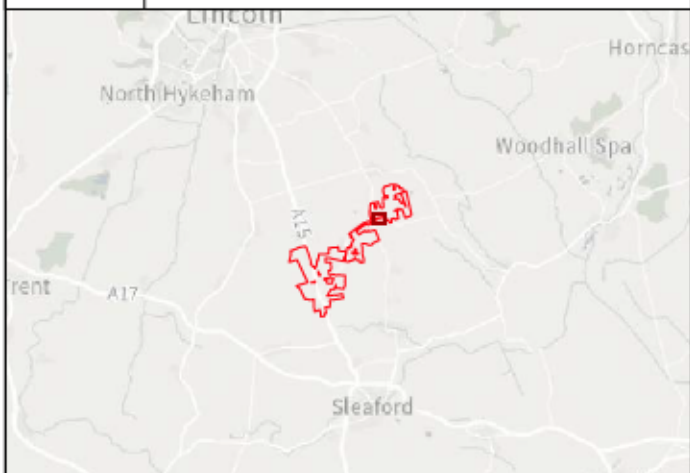 Lincoln
Horncas
North Hykeham
Woodhall Spa
A15
rent
A17
Sleaford